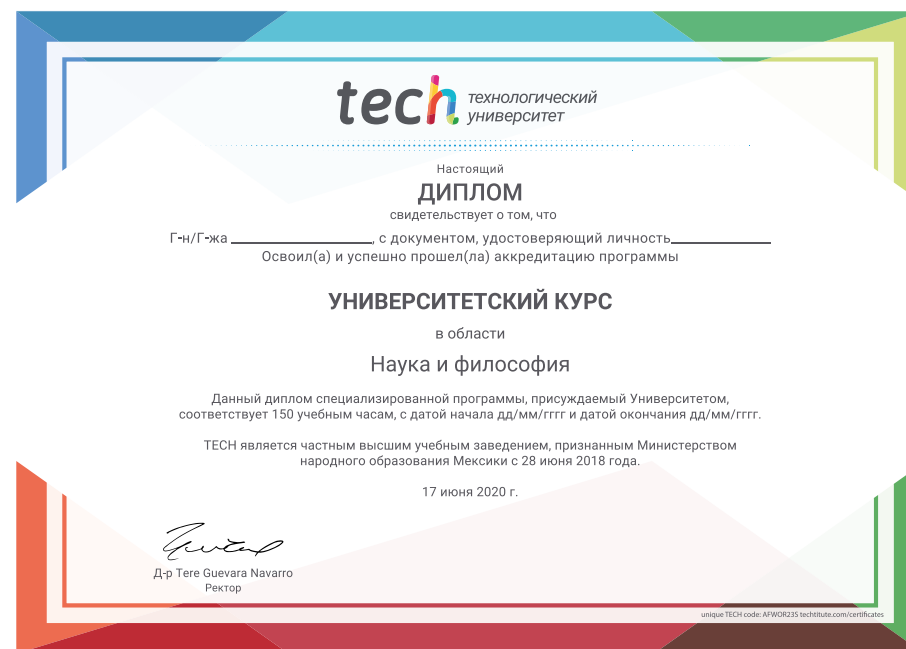 tech технологический
университет
Настоящий
ДИПЛОМ
свидетельствует о том, что
Г-н/Г-жа ________________, с документом, удостоверяющий личность____________
Освоил(а) и успешно прошел(ла) аккредитацию программы
УНИВЕРСИТЕТСКИЙ КУРС
в области
Наука и философия
Данный диплом специализированной программы, присуждаемый Университетом,
соответствует 150 учебным часам, с датой начала дд/мм/гггг и датой окончания дд/мм/гггг.
TECH является частным высшим учебным заведением, признанным Министерством
народного образования Мексики с 28 июня 2018 года.
17 июня 2020 г.
Д-р Tere Guevara Navarro
Ректор
unique TECH code: AFWOR23S techtitute.com/certificates